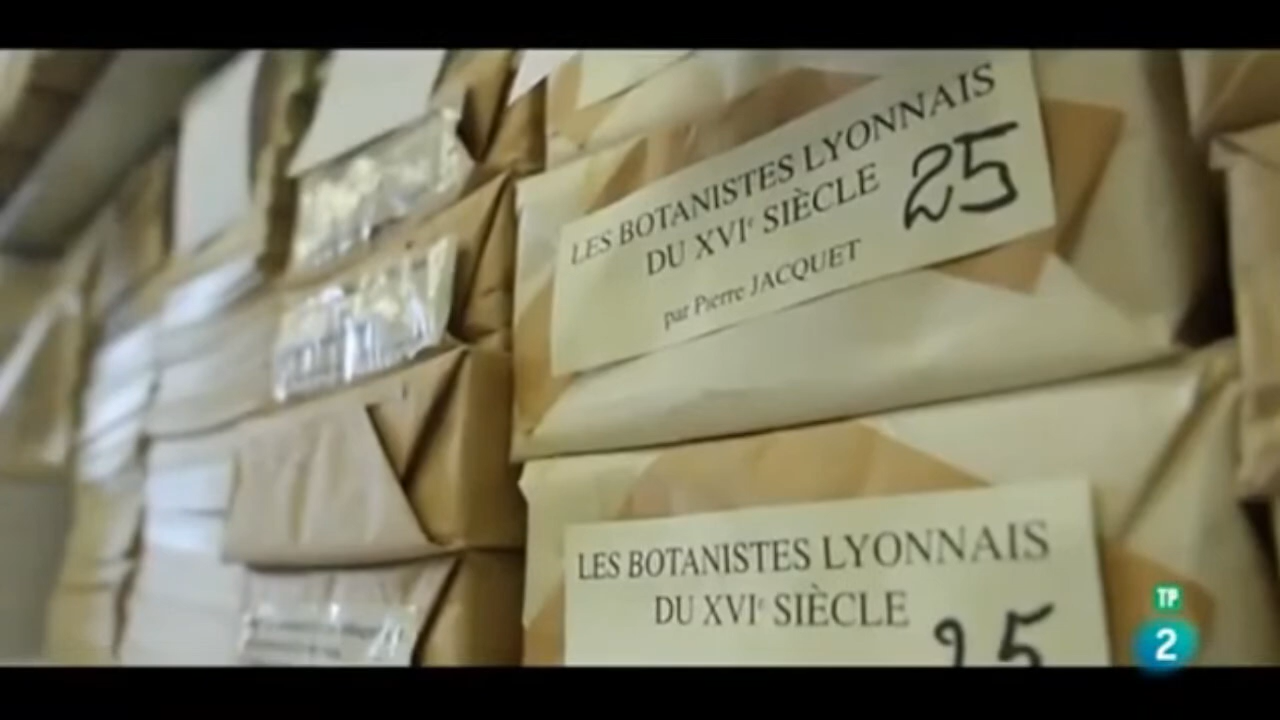 LES BOTANISTES LYONNAIS
DU XVIe SIÈCLE
25
par Pierre JACQUET
LES BOTANISTES LYONNAIS
DU XVIe SIÈCLE
25
TP
2